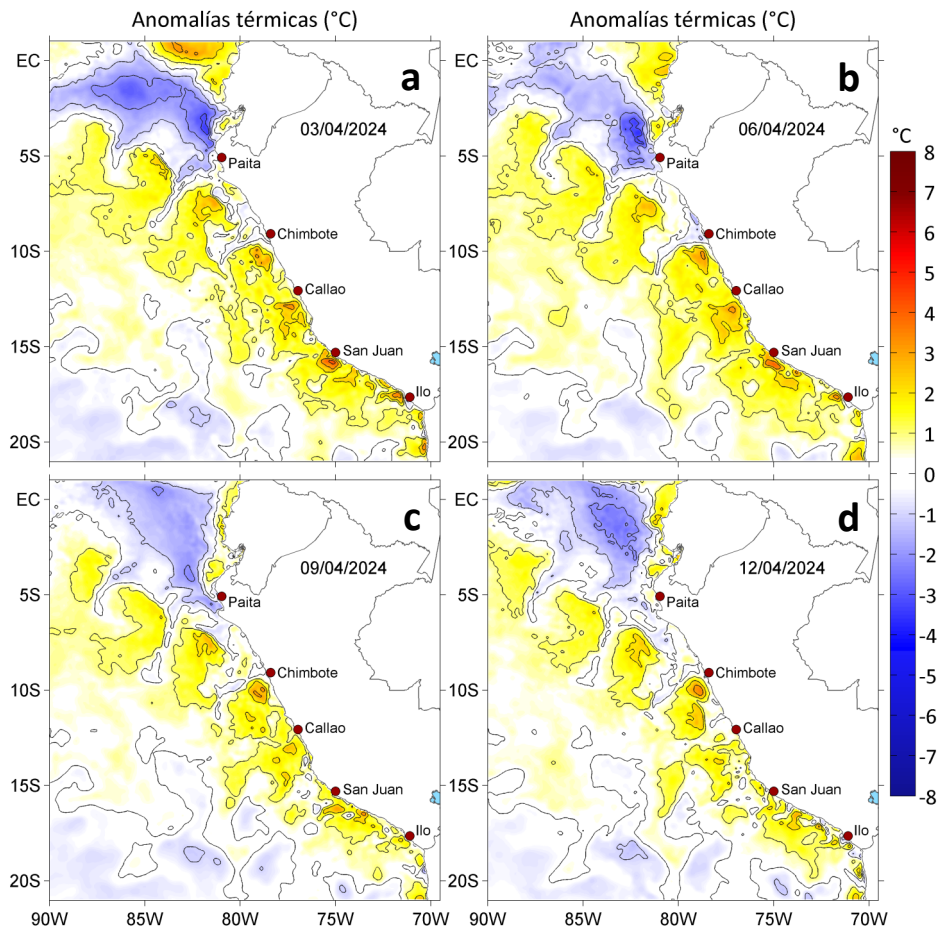 Anomalías térmicas (°C)
Anomalías térmicas (°C)
EC
5S
10S
15S
20S
a
03/04/2024
Paita
Chimbote
Callao
San Juan
Ilo
EC
5S
10S
15S
20S
b
06/04/2024
Paita
Chimbote
Callao
San Juan
Ilo
°C
8
7
6
5
4
3
2
1
0
-1
-2
-3
-4
-5
-6
-7
-8
EC
5S
10S
15S
20S
c
09/04/2024
Paita
Chimbote
Callao
San Juan
Ilo
90W
85W
80W
75W
70W
EC
5S
10S
15S
20S
d
12/04/2024
Paita
Chimbote
Callao
San Juan
Ilo
85W
80W
75W
70W